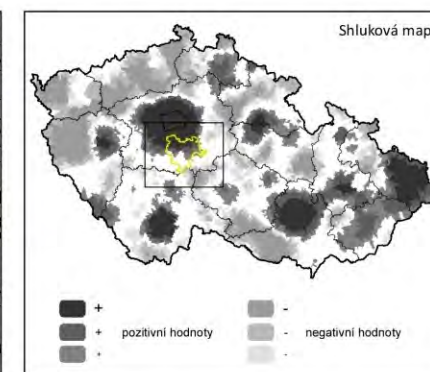 Shluková map
+ -
+ pozitivní hodnoty - negativní hodnoty
+ -